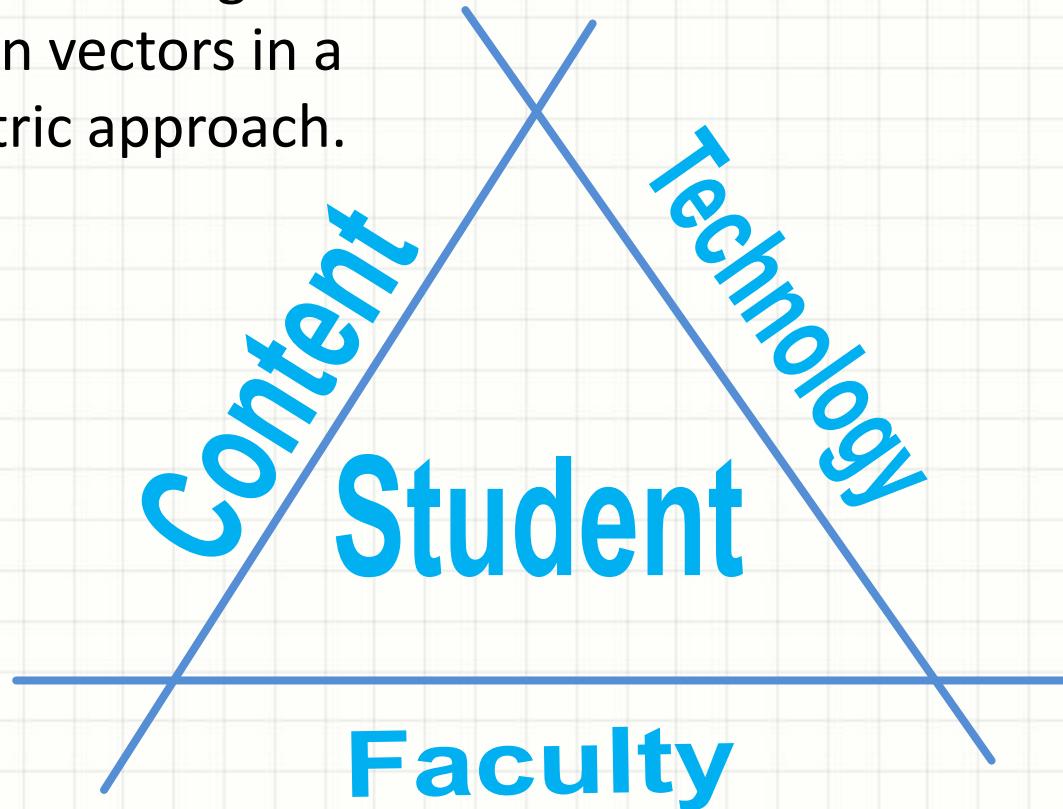 n vectors in a
tric approach.
Content
Technology
Student
Faculty